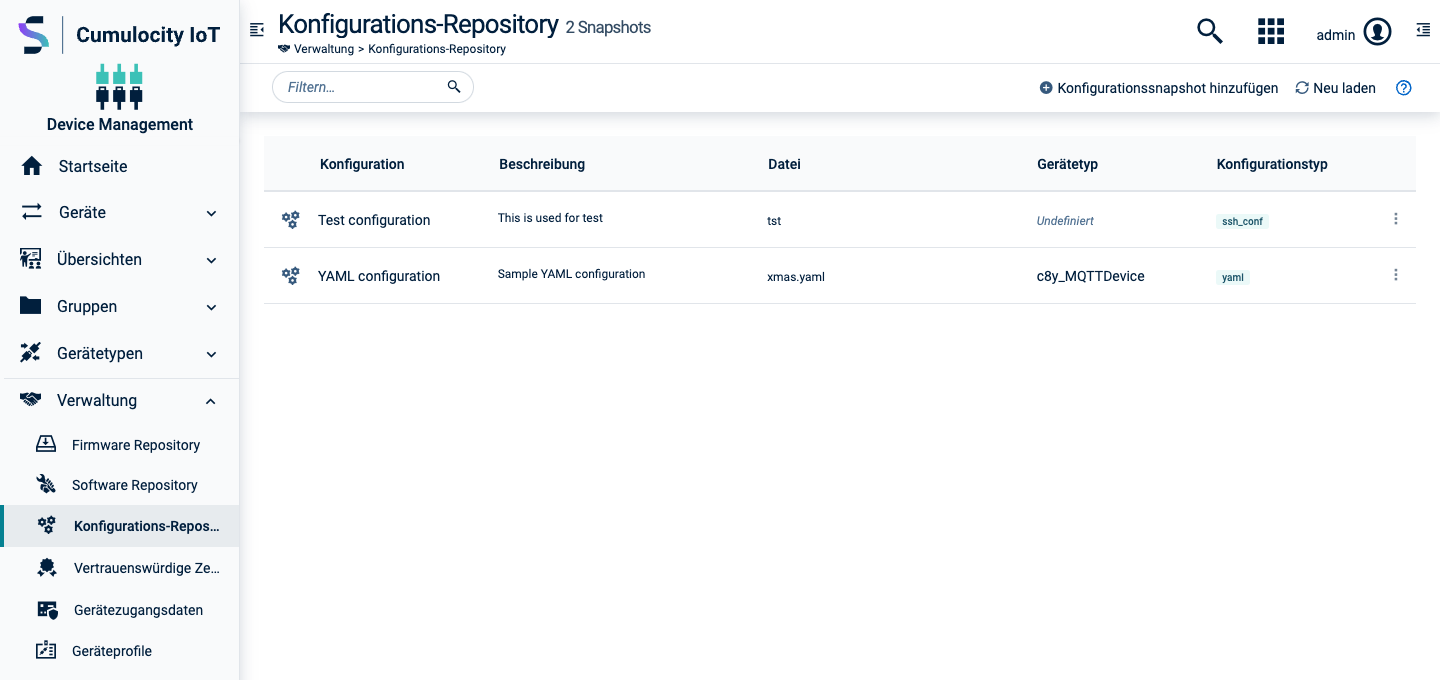 Cumulocity IoT
Device Management
Startseite
Geräte
Übersichten
Gruppen
Gerätetypen
Verwaltung
Firmware Repository
Software Repository
Konfigurations-Repos...
Vertrauenswürdige Ze...
Gerätezugangsdaten
Geräteprofile
Konfigurations-Repository 2 Snapshots
Verwaltung > Konfigurations-Repository
admin
Filtern...
Konfigurationssnapshot hinzufügen Neu laden
Konfiguration Beschreibung Datei Gerätetyp Konfigurationstyp
Test configuration This is used for test tst Undefiniert ssh_conf
YAML configuration Sample YAML configuration xmas.yaml c8y_MQTTDevice yaml